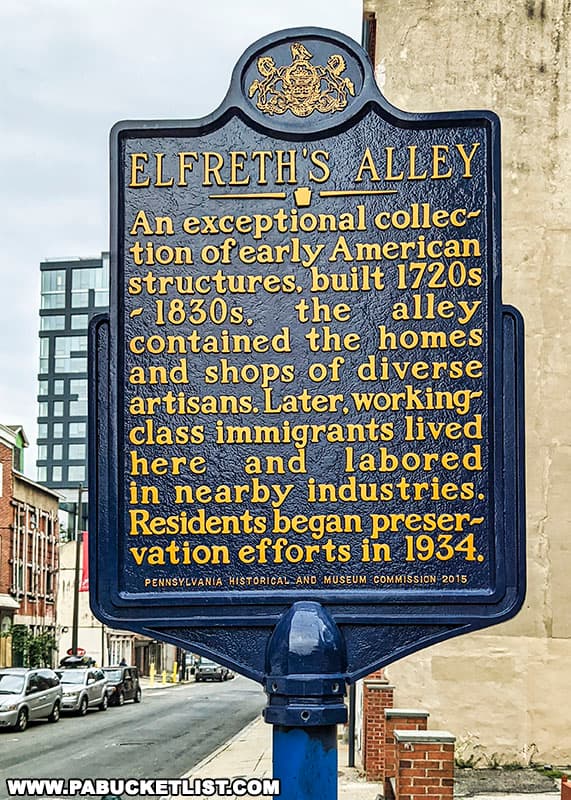 ELFRETH'S ALLEY
An exceptional collec-
tion of early American
structures, built 1720s
- 1830s, the alley
contained the homes
and shops of diverse
artisans. Later, working-
class immigrants lived
here and labored
in nearby industries.
Residents began preser-
vation efforts in 1934.
PENNSYLVANIA HISTORICAL AND MUSEUM COMMISSION 2015
WWW.PABUCKETLIST.COM